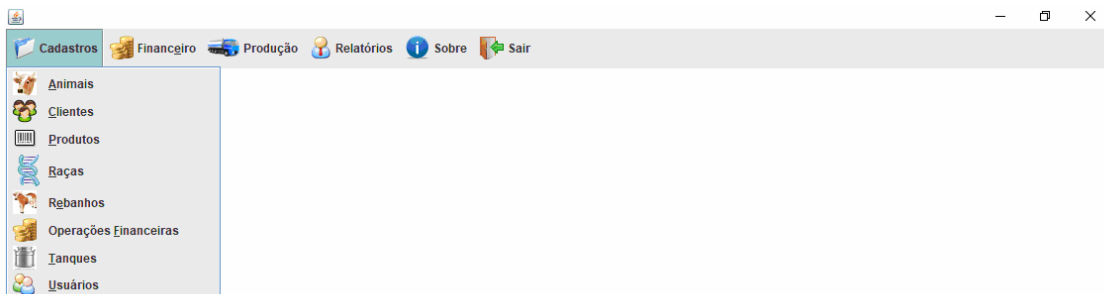 Cadastros Financeiro Produção Relatórios Sobre Sair
Animais
Clientes
Produtos
Raças
Rebanhos
Operações Financeiras
Tanques
Usuários